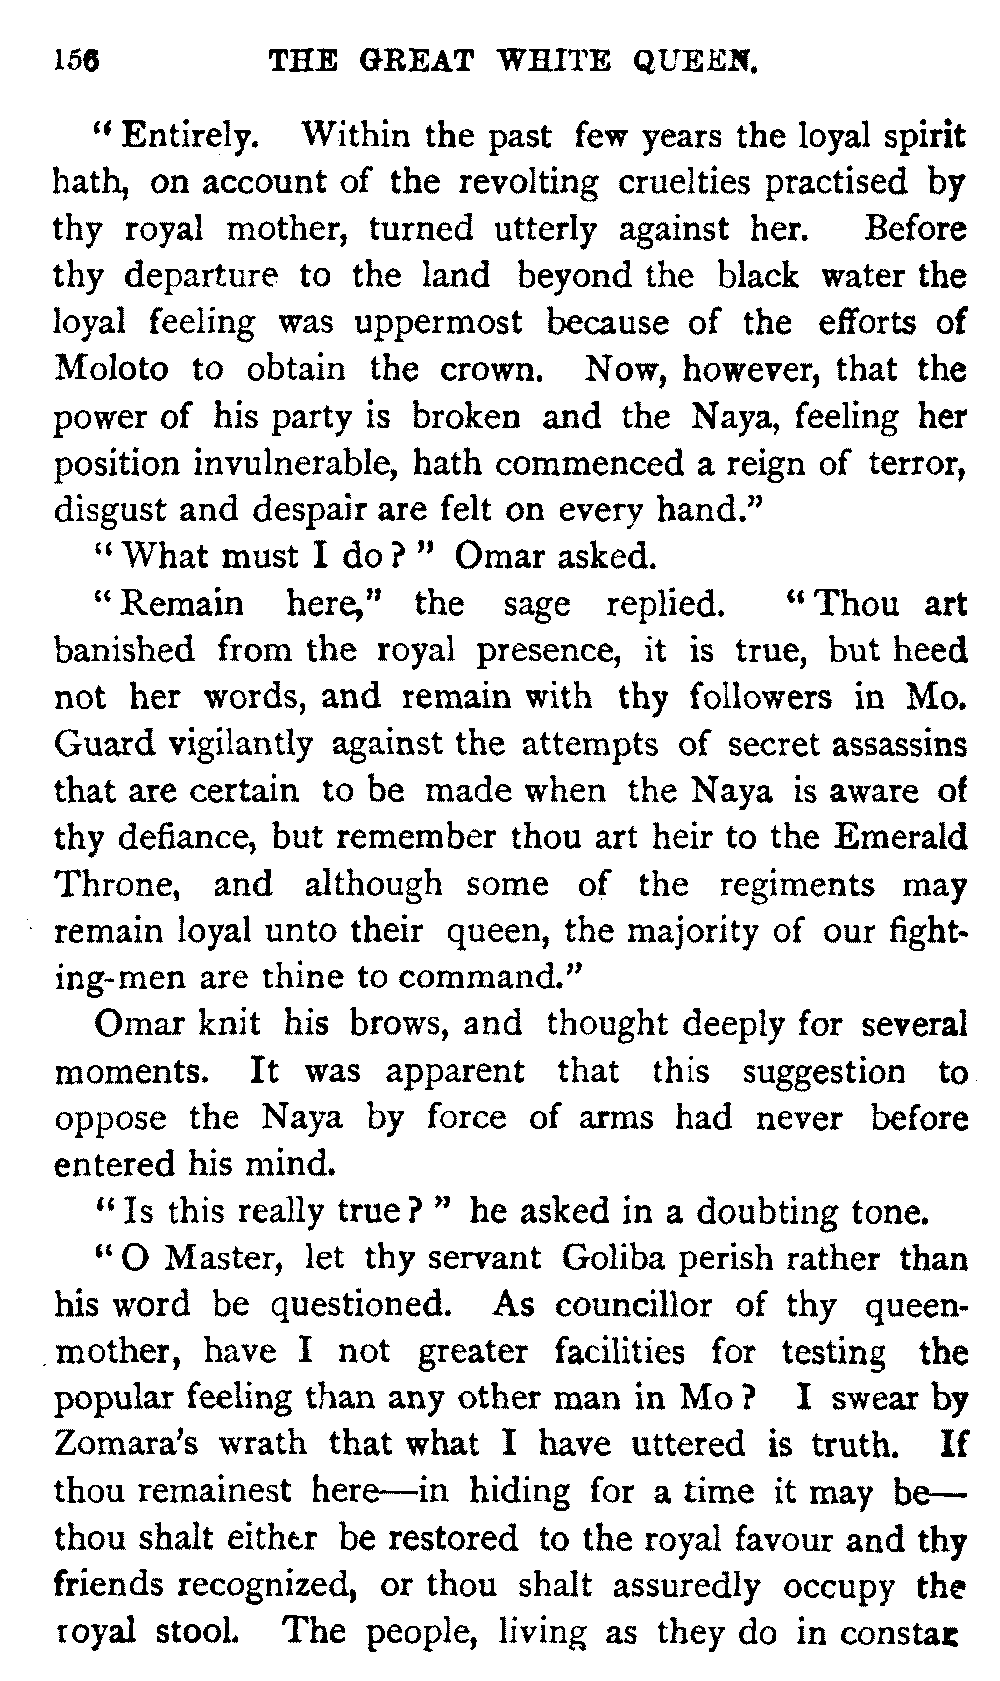 156 THE GREAT WHITE QUEEN.
"Entirely. Within the past few years the loyal spirit
hath, on account of the revolting cruelties practised by
thy royal mother, turned utterly against her. Before
thy departure to the land beyond the black water the
loyal feeling was uppermost because of the efforts of
Moloto to obtain the crown. Now, however, that the
power of his party is broken and the Naya, feeling her
position invulnerable, hath commenced a reign of terror,
disgust and despair are felt on every hand."
"What must I do?" Omar asked.
"Remain here," the sage replied. "Thou art
banished from the royal presence, it is true, but heed
not her words, and remain with thy followers in Mo.
Guard vigilantly against the attempts of secret assassins
that are certain to be made when the Naya is aware of
thy defiance, but remember thou art heir to the Emerald
Throne, and although some of the regiments may
remain loyal unto their queen, the majority of our fight-
ing-men are thine to command."
Omar knit his brows, and thought deeply for several
moments. It was apparent that this suggestion to
oppose the Naya by force of arms had never before
entered his mind.
"Is this really true?" he asked in a doubting tone.
"O Master, let thy servant Goliba perish rather than
his word be questioned. As councillor of thy queen-
mother, have I not greater facilities for testing the
popular feeling than any other man in Mo? I swear by
Zomara's wrath that what I have uttered is truth. If
thou remainest here—in hiding for a time it may be—
thou shalt either be restored to the royal favour and thy
friends recognized, or thou shalt assuredly occupy the
royal stool. The people, living as they do in constan